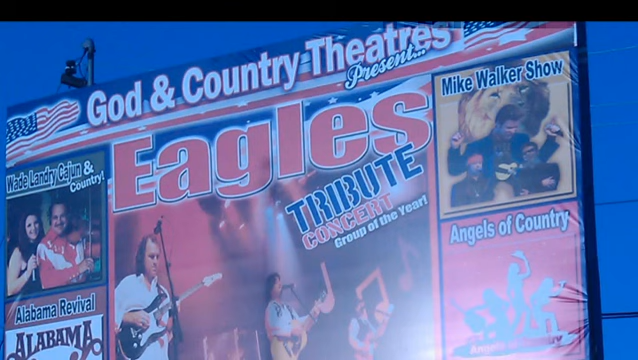 God & Country Theatres
Present...
Eagles
TRIBUTE
CONCERT
Group of the Year!
Wade Landry Cajun &
Country!
Alabama Revival
ALABAMA
Mike Walker Show
Angels of Country